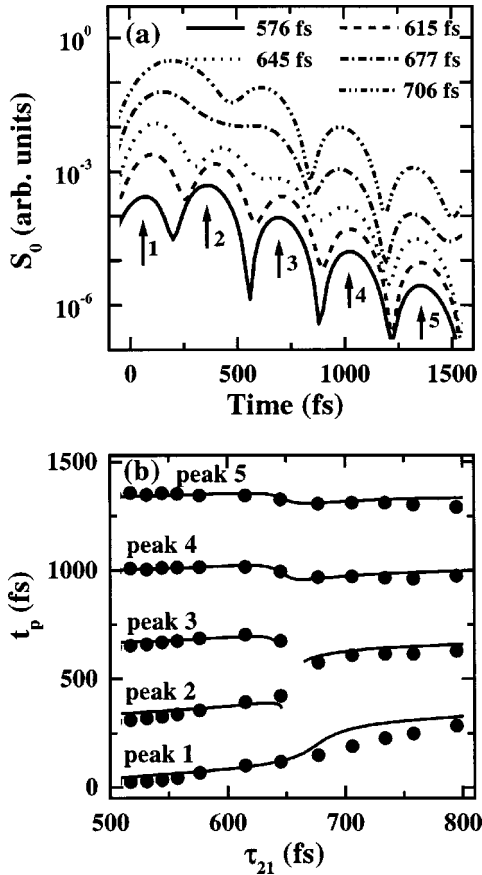 (a)
576 fs
615 fs
645 fs
677 fs
706 fs
10^0
10^-3
10^-6
S_0 (arb. units)
1
2
3
4
5
0
500
1000
1500
Time (fs)
(b)
peak 5
peak 4
peak 3
peak 2
peak 1
1500
1000
500
0
t_p (fs)
500
600
700
800
τ_21 (fs)